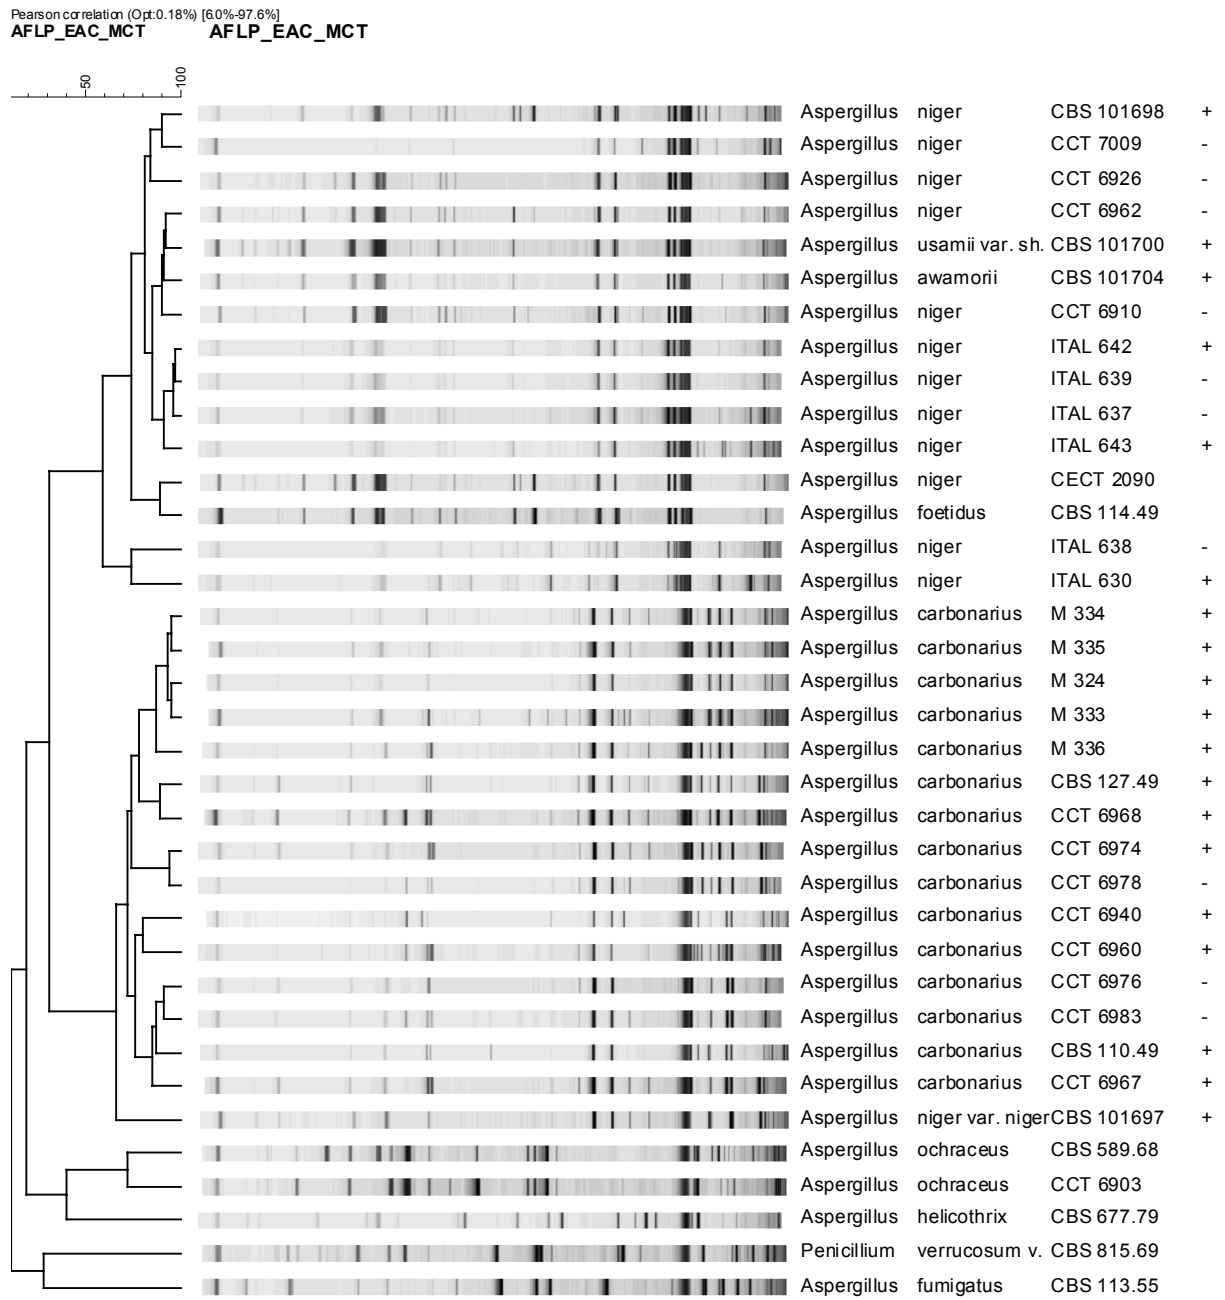 Pearson correlation (Opt:0.18%) [6.0%-97.6%]
AFLP_EAC_MCT AFLP_EAC_MCT
50 100
Aspergillus niger CBS 101698 +
Aspergillus niger CCT 7009 -
Aspergillus niger CCT 6926 -
Aspergillus niger CCT 6962 -
Aspergillus usamii var. sh. CBS 101700 +
Aspergillus awamorii CBS 101704 +
Aspergillus niger CCT 6910 -
Aspergillus niger ITAL 642 +
Aspergillus niger ITAL 639 -
Aspergillus niger ITAL 637 -
Aspergillus niger ITAL 643 +
Aspergillus niger CECT 2090
Aspergillus foetidus CBS 114.49
Aspergillus niger ITAL 638 -
Aspergillus niger ITAL 630 +
Aspergillus carbonarius M 334 +
Aspergillus carbonarius M 335 +
Aspergillus carbonarius M 324 +
Aspergillus carbonarius M 333 +
Aspergillus carbonarius M 336 +
Aspergillus carbonarius CBS 127.49 +
Aspergillus carbonarius CCT 6968 +
Aspergillus carbonarius CCT 6974 +
Aspergillus carbonarius CCT 6978 -
Aspergillus carbonarius CCT 6940 +
Aspergillus carbonarius CCT 6960 +
Aspergillus carbonarius CCT 6976 -
Aspergillus carbonarius CCT 6983 -
Aspergillus carbonarius CBS 110.49 +
Aspergillus carbonarius CCT 6967 +
Aspergillus niger var. niger CBS 101697 +
Aspergillus ochraceus CBS 589.68
Aspergillus ochraceus CCT 6903
Aspergillus helicothrix CBS 677.79
Penicillium verrucosum v. CBS 815.69
Aspergillus fumigatus CBS 113.55